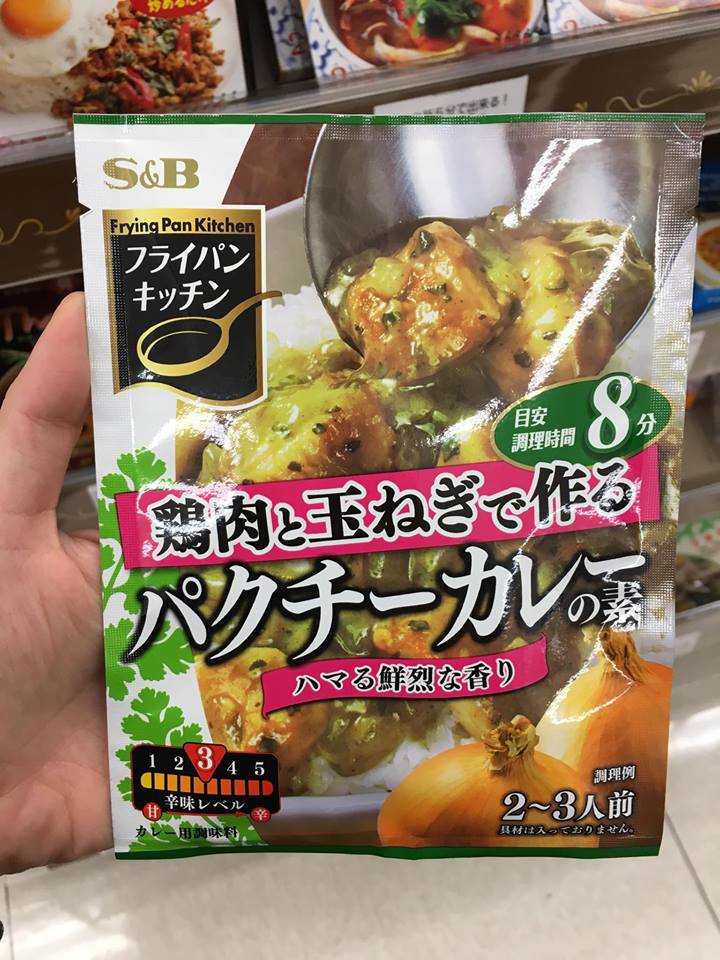 炒める
S&B
Frying Pan Kitchen
フライパン
キッチン
目安
調理時間
8分
鶏肉と玉ねぎで作る
パクチーカレーの素
ハマる鮮烈な香り
1 2 3 4 5
辛味レベル
甘 辛
カレー用調味料
調理例
2~3人前
具材は入っておりません。